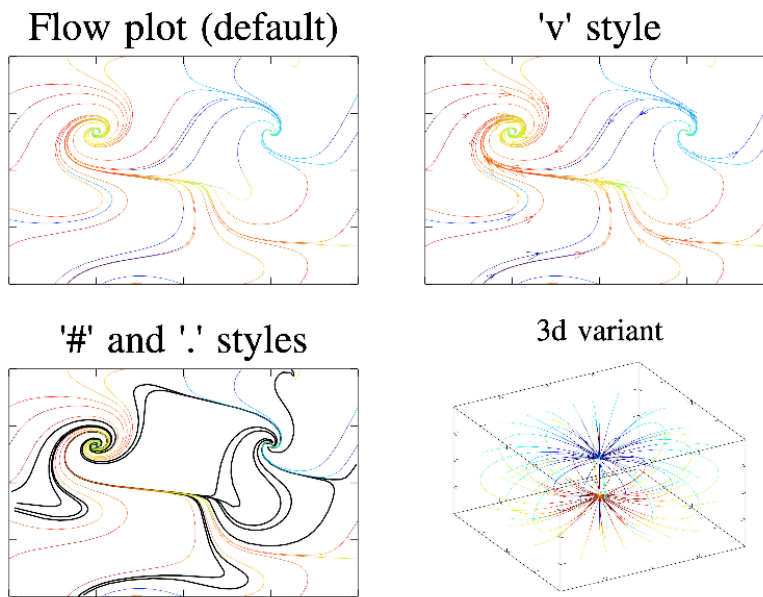 Flow plot (default)
'v' style
'#' and '.' styles
3d variant